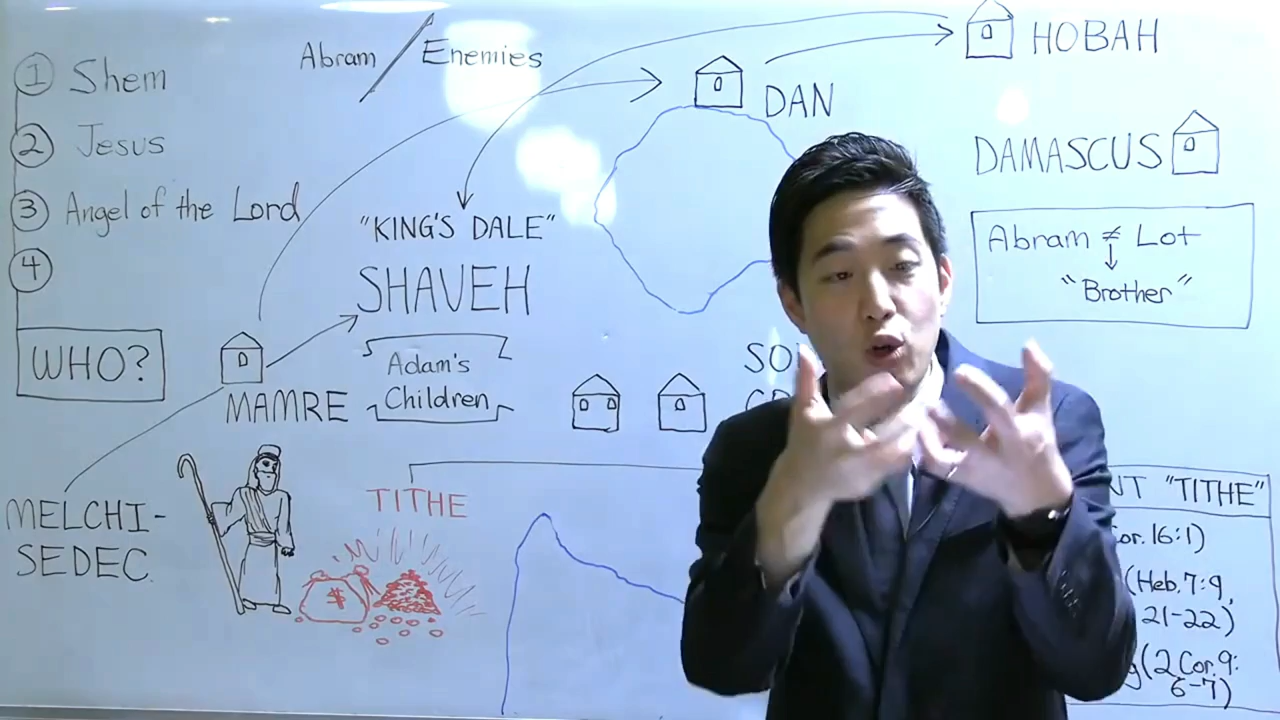 1 Shem
2 Jesus
3 Angel of the Lord
4
WHO?
MELCHI-
SEDEC.
Abram / Enemies
"KING'S DALE"
SHAVEH
Adam's
Children
MAMRE
TITHE
$
HOBAH
DAN
DAMASCUS
Abram ≠ Lot
"Brother"
"TITHE"
16:1)
(Heb. 7:9,
21-22)
(2 Cor. 9:
6-7)